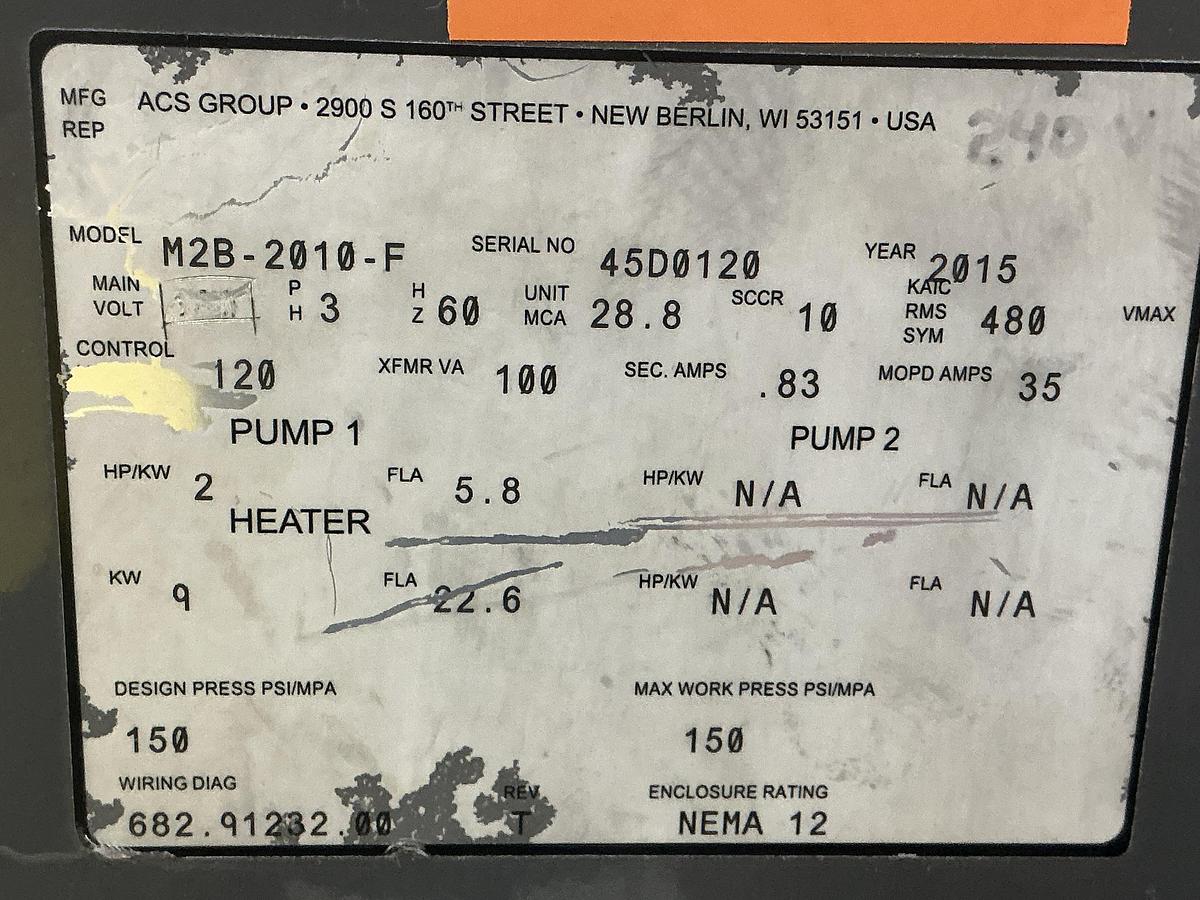 MFG ACS GROUP • 2900 S 160TH STREET • NEW BERLIN, WI 53151 • USA
REP
240 V
MODEL M2B-2010-F SERIAL NO 45D0120 YEAR 2015
MAIN VOLT PH 3 HZ 60 UNIT MCA 28.8 SCCR 10 KAIC RMS SYM 480 VMAX
CONTROL 120 XFMR VA 100 SEC. AMPS .83 MOPD AMPS 35
PUMP 1 PUMP 2
HP/KW 2 FLA 5.8 HP/KW N/A FLA N/A
HEATER
KW 9 FLA 22.6 HP/KW N/A FLA N/A
DESIGN PRESS PSI/MPA MAX WORK PRESS PSI/MPA
150 150
WIRING DIAG REV ENCLOSURE RATING
682.91232.00 T NEMA 12